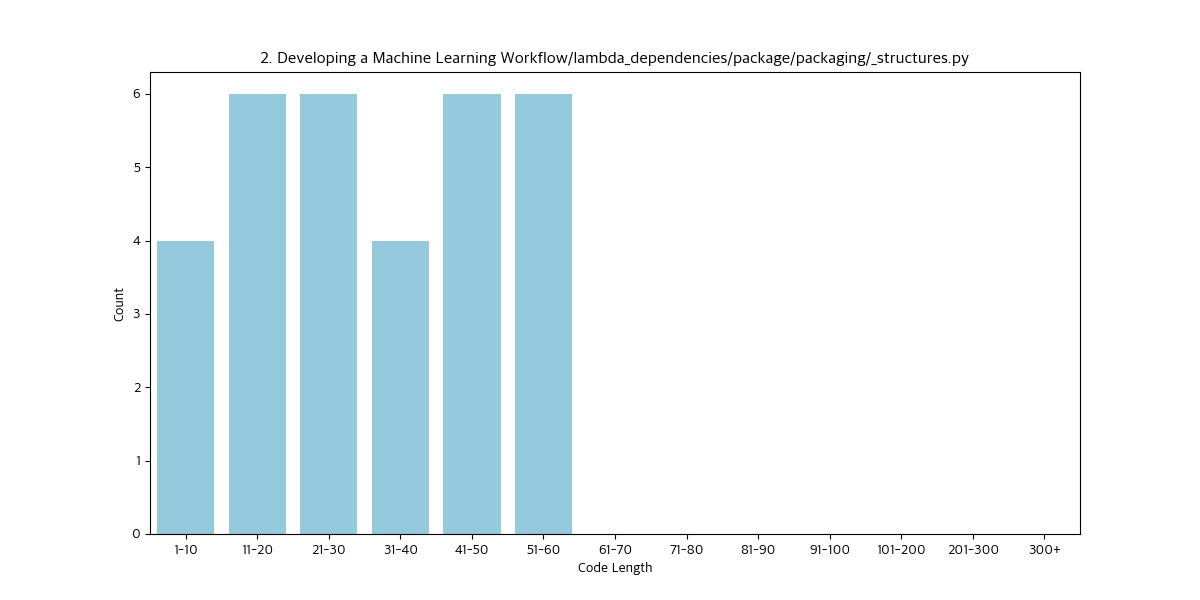 2. Developing a Machine Learning Workflow/lambda_dependencies/package/packaging/_structures.py
Count
6
5
4
3
2
1
0
1-10 11-20 21-30 31-40 41-50 51-60 61-70 71-80 81-90 91-100 101-200 201-300 300+
Code Length